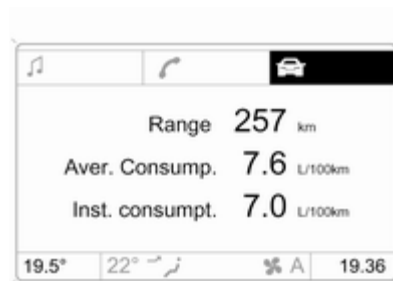 Range 257 km
Aver. Consump. 7.6 L/100km
Inst. consumpt. 7.0 L/100km
19.5° 22° A 19.36